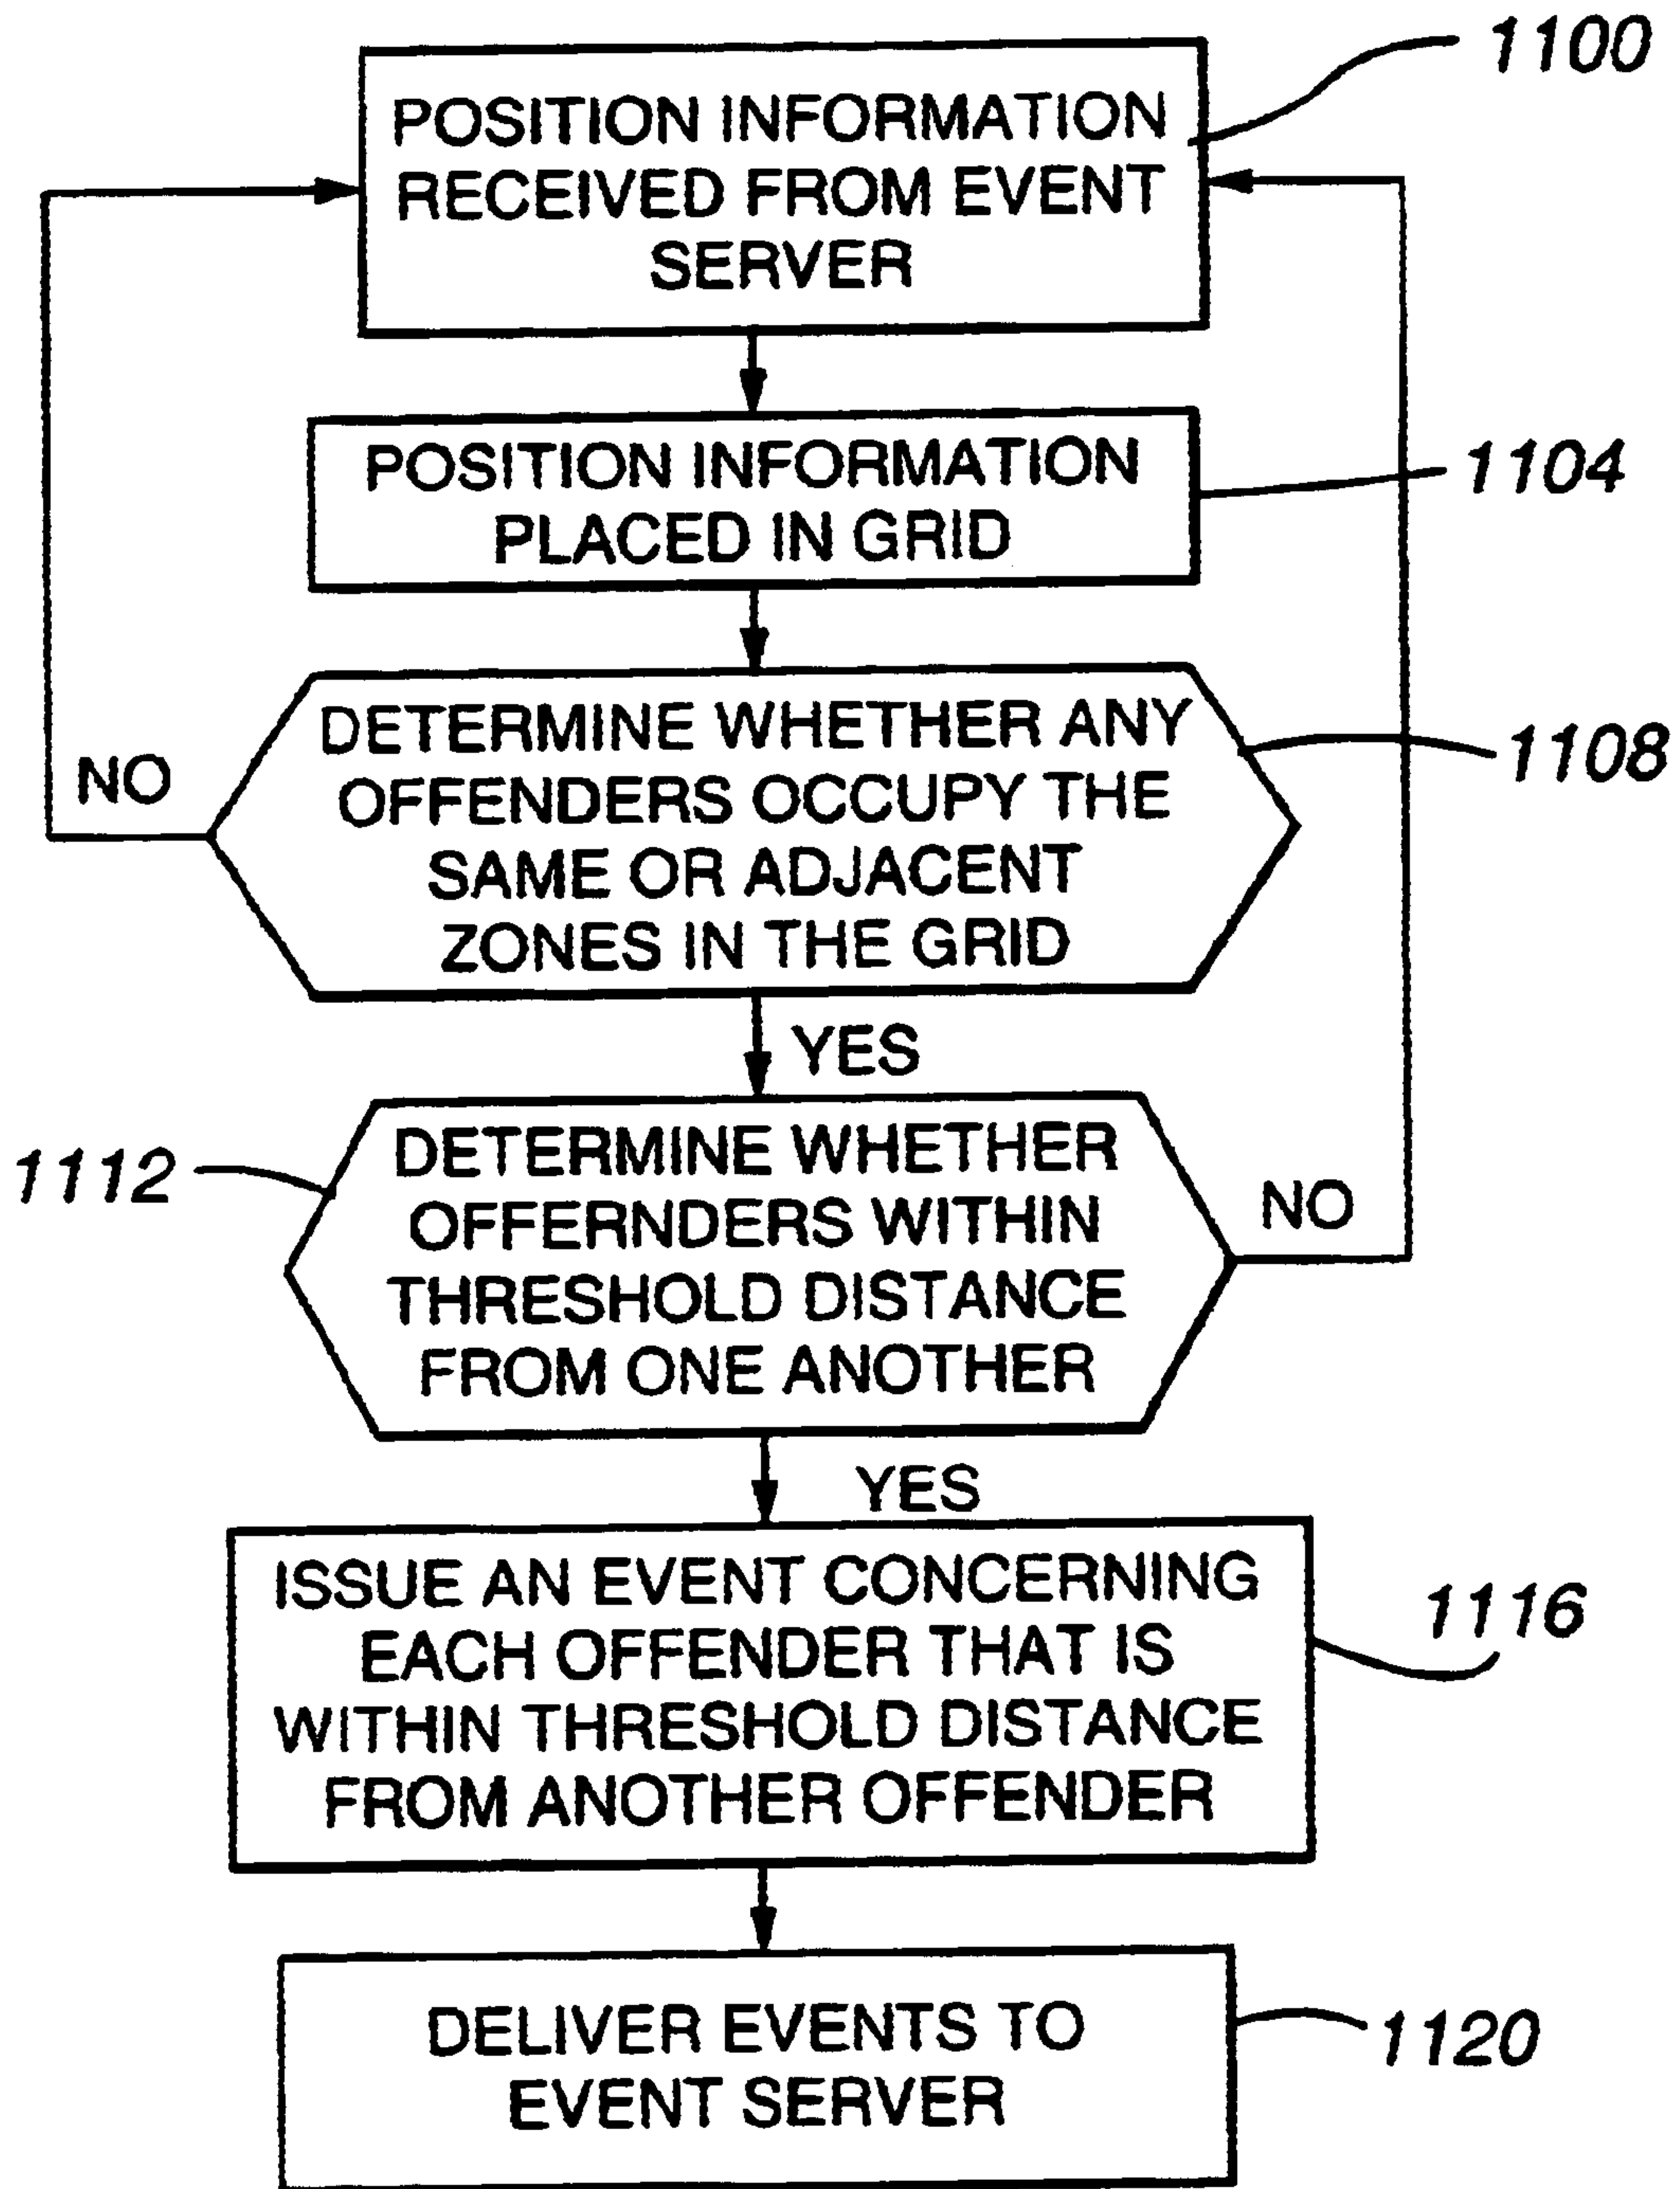 1100
POSITION INFORMATION
RECEIVED FROM EVENT
SERVER
POSITION INFORMATION
PLACED IN GRID
1104
DETERMINE WHETHER ANY
OFFENDERS OCCUPY THE
SAME OR ADJACENT
ZONES IN THE GRID
1108
NO
YES
1112
DETERMINE WHETHER
OFFERNDERS WITHIN
THRESHOLD DISTANCE
FROM ONE ANOTHER
NO
YES
ISSUE AN EVENT CONCERNING
EACH OFFENDER THAT IS
WITHIN THRESHOLD DISTANCE
FROM ANOTHER OFFENDER
1116
DELIVER EVENTS TO
EVENT SERVER
1120